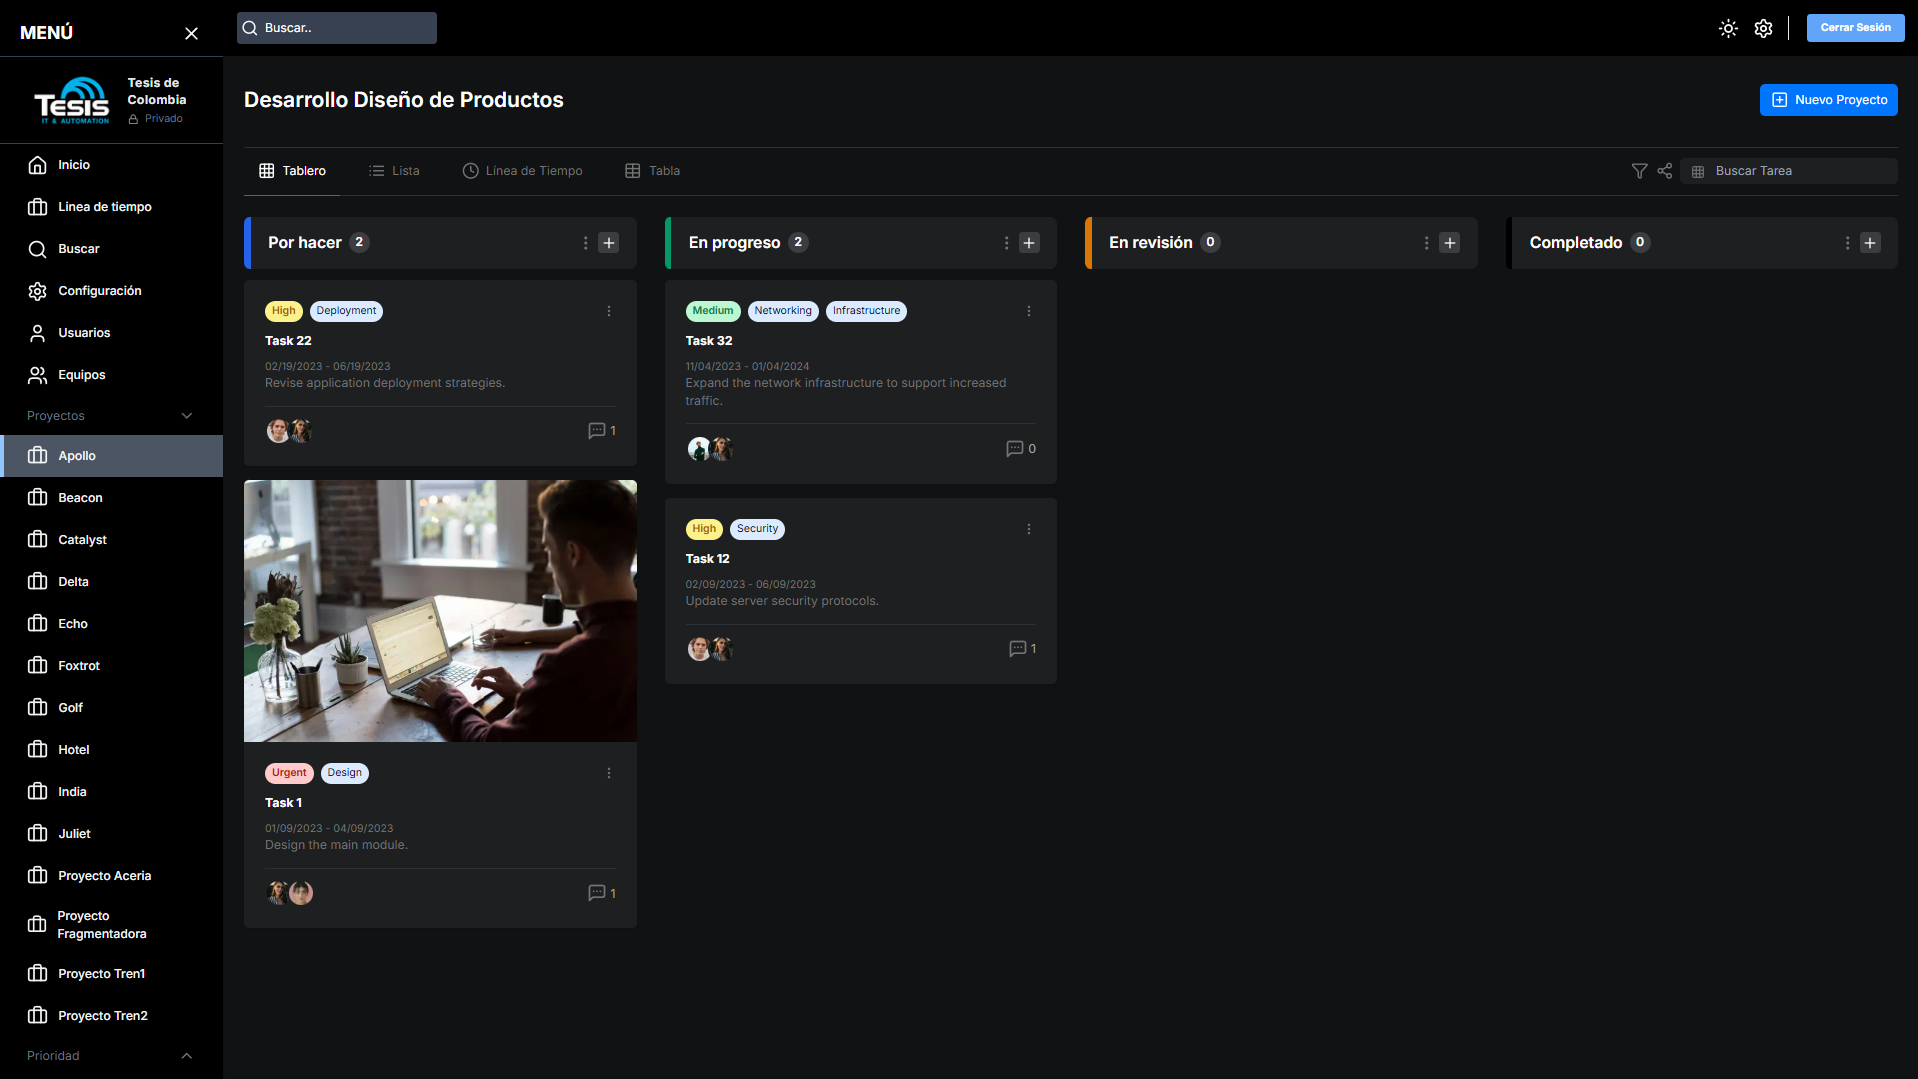 MENÚ
Buscar..
Cerrar Sesión
TESIS
IT & AUTOMATION
Tesis de
Colombia
Privado
Inicio
Linea de tiempo
Buscar
Configuración
Usuarios
Equipos
Proyectos
Apollo
Beacon
Catalyst
Delta
Echo
Foxtrot
Golf
Hotel
India
Juliet
Proyecto Aceria
Proyecto
Fragmentadora
Proyecto Tren1
Proyecto Tren2
Prioridad
Desarrollo Diseño de Productos
Nuevo Proyecto
Tablero
Lista
Línea de Tiempo
Tabla
Buscar Tarea
Por hacer 2
High Deployment
Task 22
02/19/2023 - 06/19/2023
Revise application deployment strategies.
1
Urgent Design
Task 1
01/09/2023 - 04/09/2023
Design the main module.
1
En progreso 2
Medium Networking Infrastructure
Task 32
11/04/2023 - 01/04/2024
Expand the network infrastructure to support increased
traffic.
0
High Security
Task 12
02/09/2023 - 06/09/2023
Update server security protocols.
1
En revisión 0
Completado 0